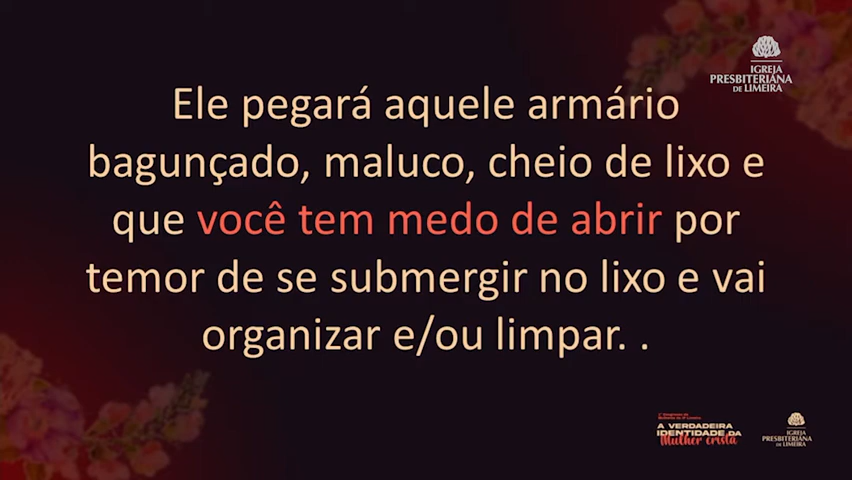 IGREJA
PRESBITERIANA
DE LIMEIRA
Ele pegará aquele armário
bagunçado, maluco, cheio de lixo e
que você tem medo de abrir por
temor de se submergir no lixo e vai
organizar e/ou limpar. .
A VERDADEIRA
IDENTIDADE DA
Mulher cristã
IGREJA
PRESBITERIANA
DE LIMEIRA